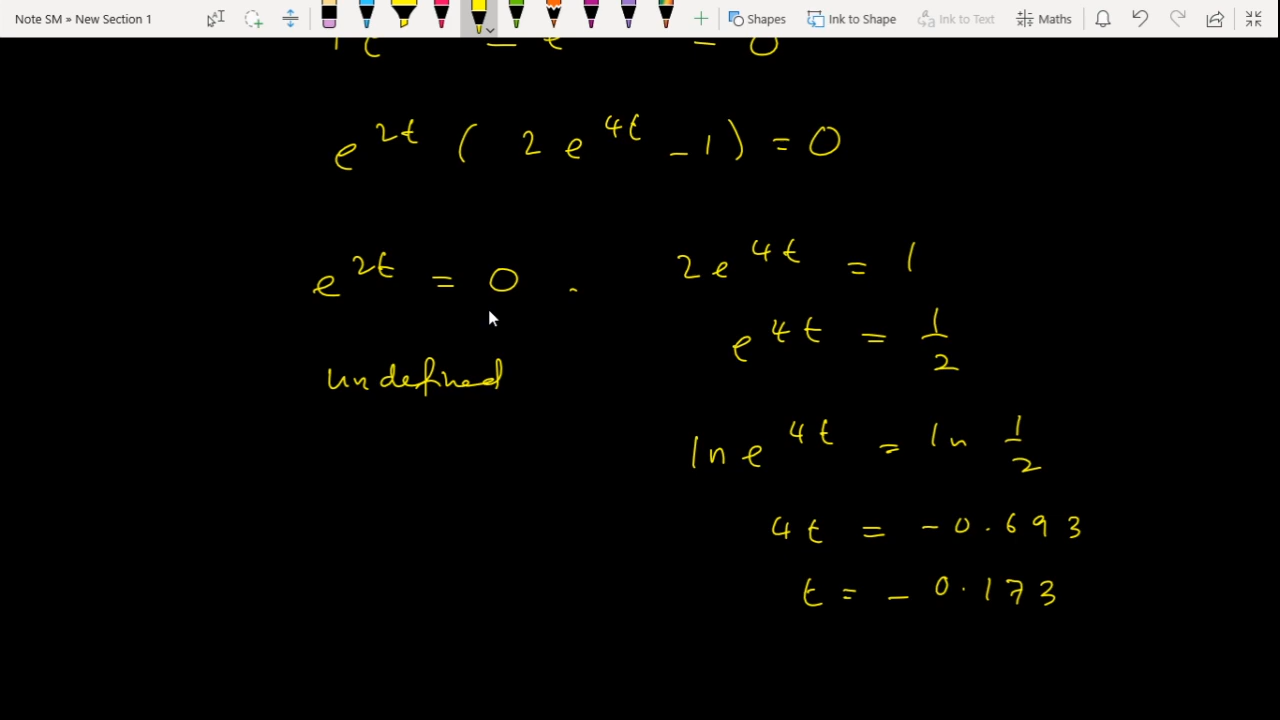 Note SM » New Section 1
Shapes Ink to Shape Ink to Text Maths
e^{2t} ( 2 e^{4t} - 1 ) = 0
e^{2t} = 0 . 2e^{4t} = 1
e^{4t} = 1/2
undefined
ln e^{4t} = ln 1/2
4t = -0.693
t = -0.173